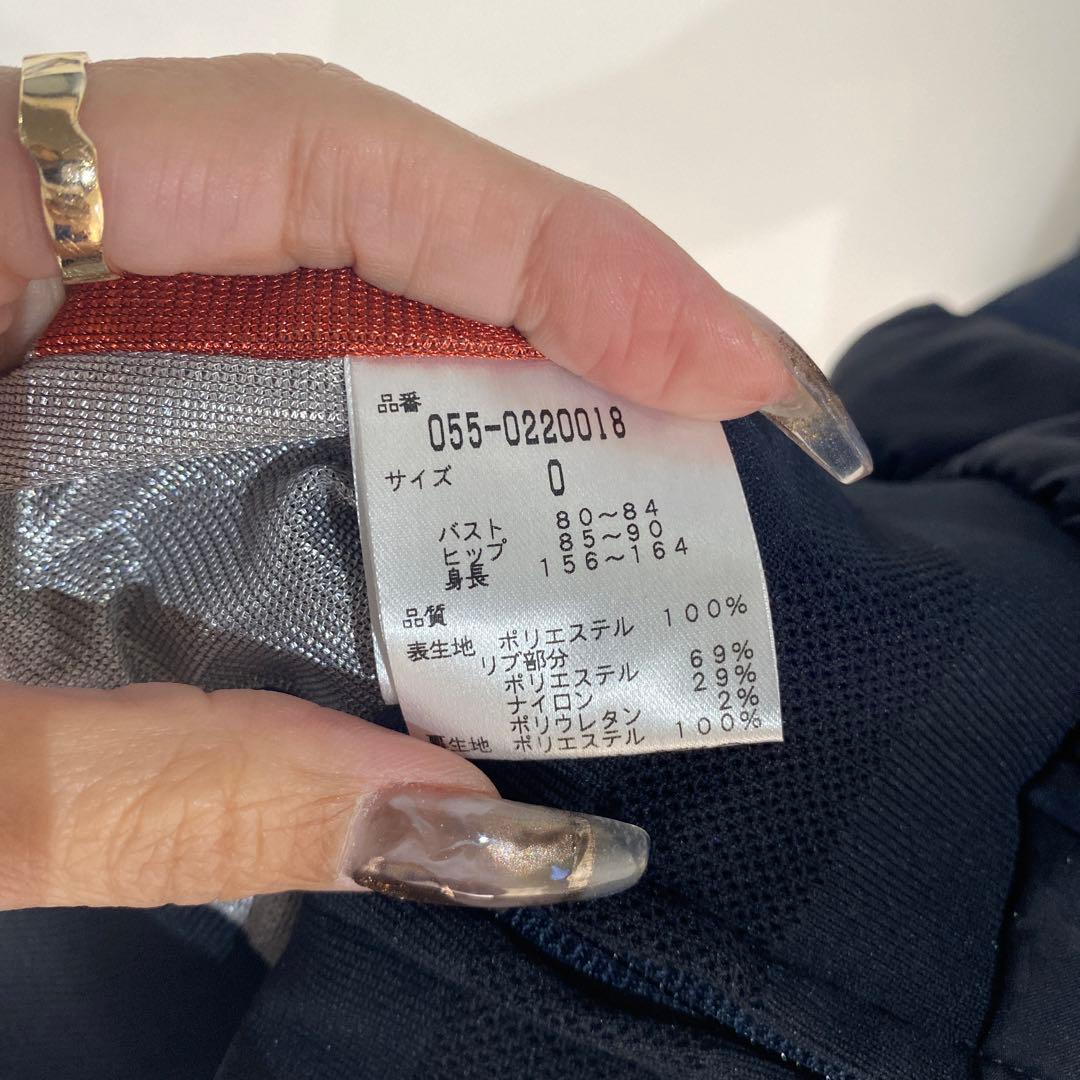 品番
055-0220018
サイズ 0
バスト 80～84
ヒップ 85～90
身長 156～164
品質
表生地 ポリエステル 100%
リブ部分
ポリエステル 69%
ナイロン 29%
ポリウレタン 2%
裏生地 ポリエステル 100%